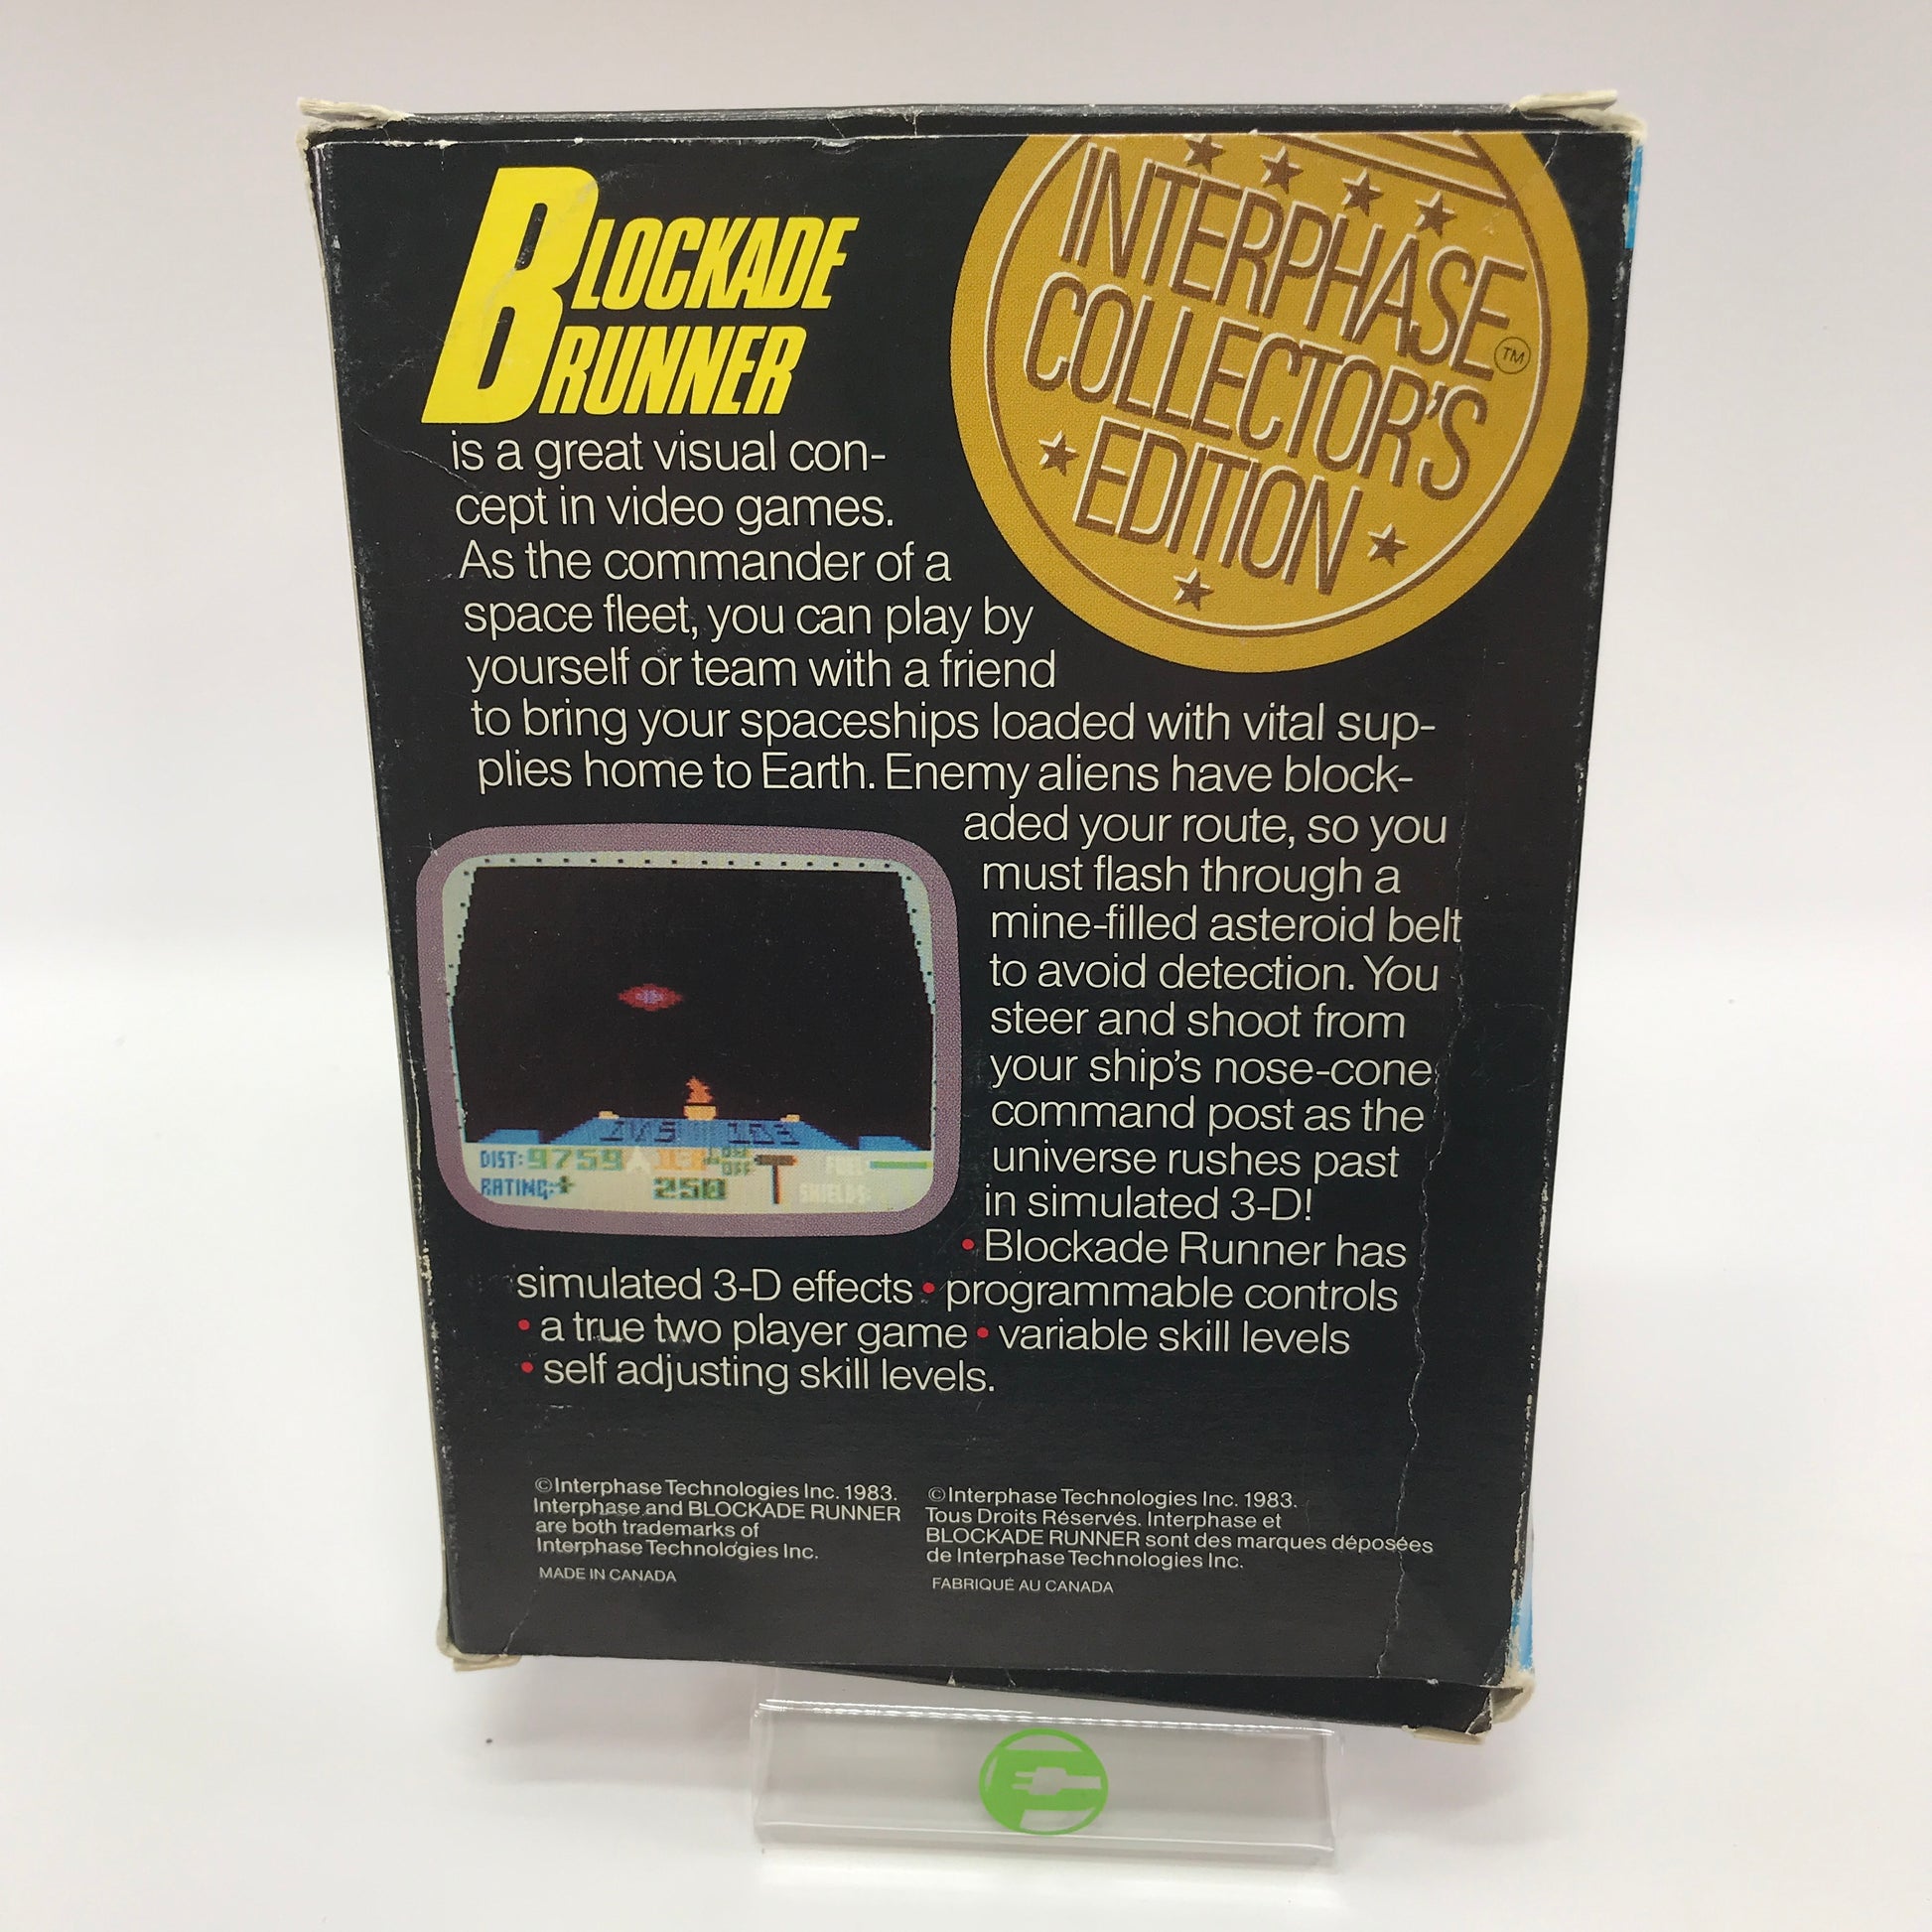 BLOCKADE
RUNNER
is a great visual con-
cept in video games.
As the commander of a
space fleet, you can play by
yourself or team with a friend
to bring your spaceships loaded with vital sup-
plies home to Earth. Enemy aliens have block-
aded your route, so you
must flash through a
mine-filled asteroid belt
to avoid detection. You
steer and shoot from
your ship's nose-cone
command post as the
universe rushes past
in simulated 3-D!
• Blockade Runner has
simulated 3-D effects • programmable controls
• a true two player game • variable skill levels
• self adjusting skill levels.
INTERPHASE TM
COLLECTOR'S
EDITION
DIST: 9759
OFF
FUEL
RATING:+
250
SHIELDS:
©Interphase Technologies Inc. 1983.
Interphase and BLOCKADE RUNNER
are both trademarks of
Interphase Technologies Inc.
MADE IN CANADA
©Interphase Technologies Inc. 1983.
Tous Droits Réservés. Interphase et
BLOCKADE RUNNER sont des marques déposées
de Interphase Technologies Inc.
FABRIQUÉ AU CANADA